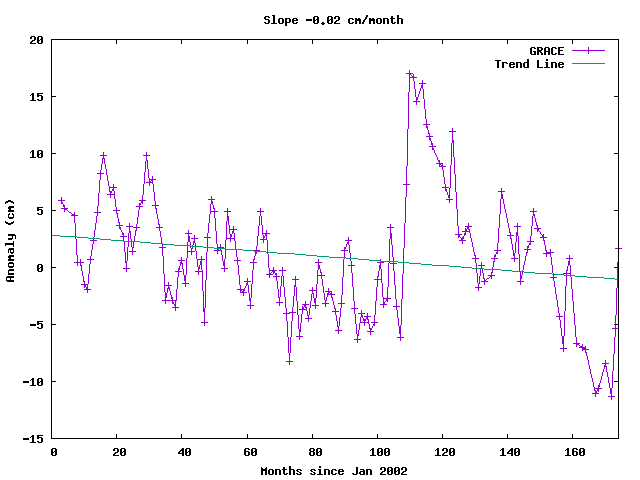 Slope -0.02 cm/month
GRACE
Trend Line
20
15
10
5
0
-5
-10
-15
Anomaly (cm)
0 20 40 60 80 100 120 140 160
Months since Jan 2002